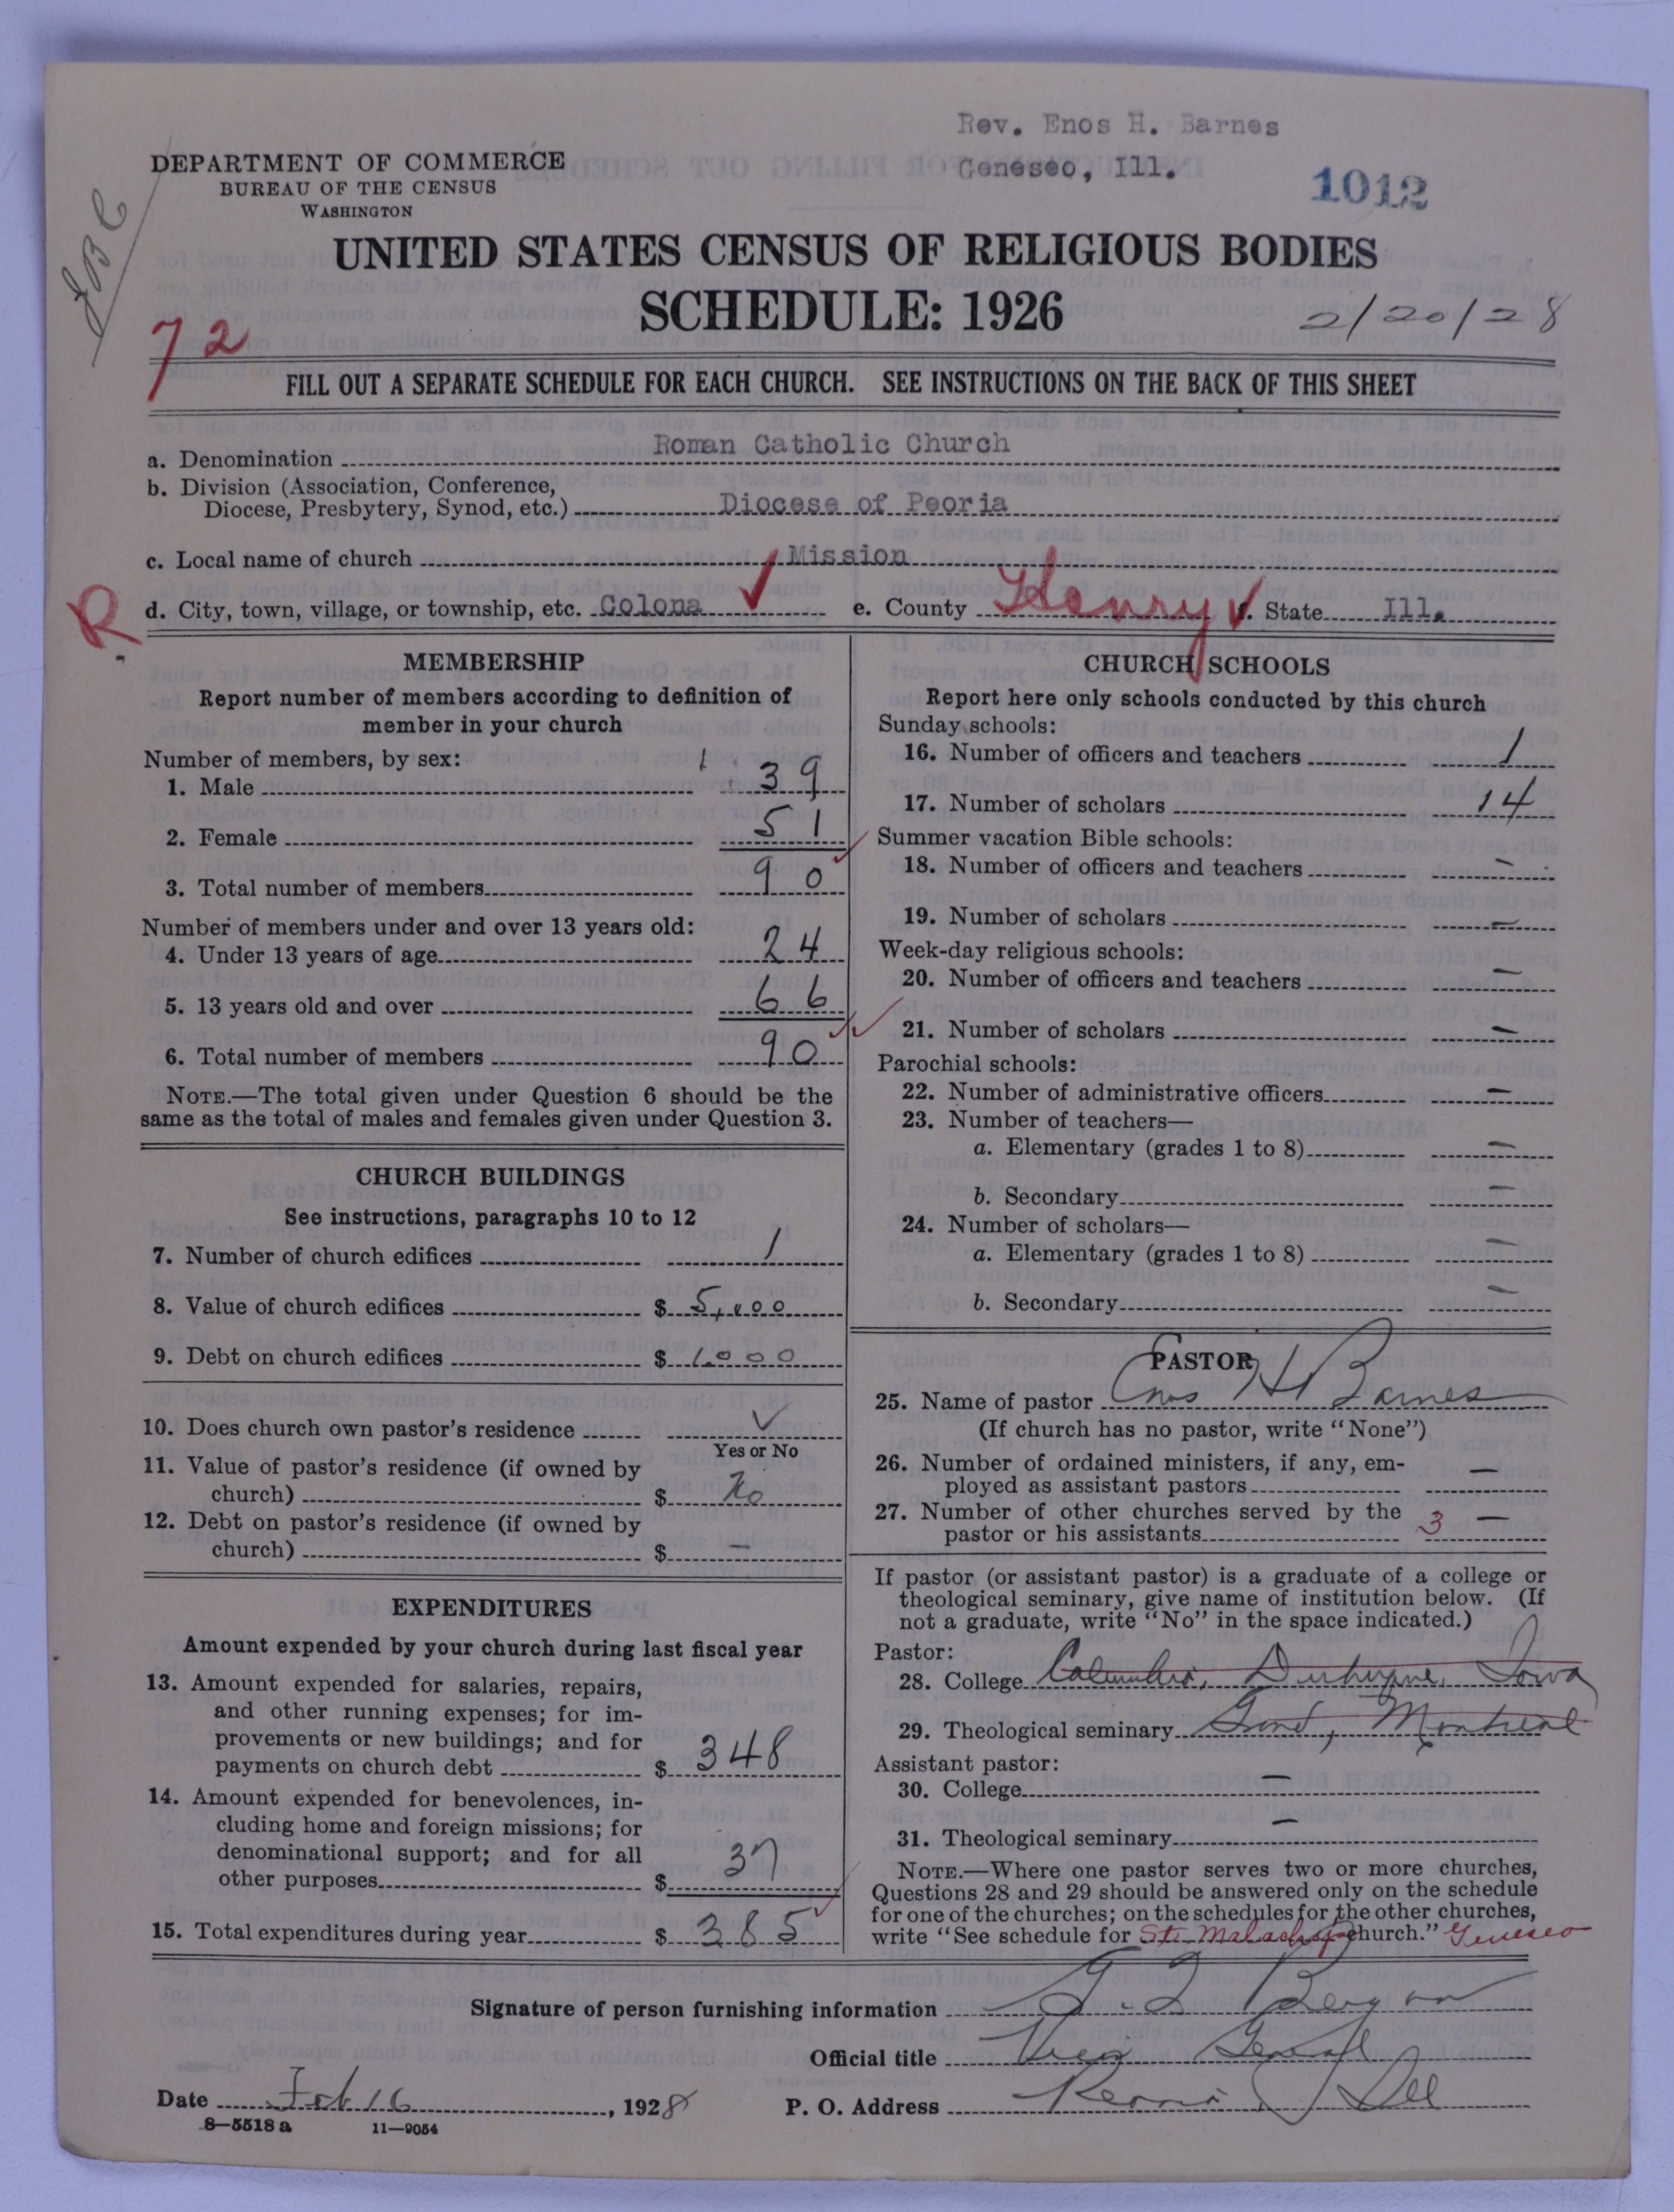 Rev. Enos H. Barnes
Geneseo, Ill.
1012
DEPARTMENT OF COMMERCE
BUREAU OF THE CENSUS
WASHINGTON
UNITED STATES CENSUS OF RELIGIOUS BODIES
SCHEDULE: 1926
2/20/28
72
FILL OUT A SEPARATE SCHEDULE FOR EACH CHURCH. SEE INSTRUCTIONS ON THE BACK OF THIS SHEET
a. Denomination Roman Catholic Church
b. Division (Association, Conference,
Diocese, Presbytery, Synod, etc.) Diocese of Peoria
c. Local name of church Mission
R
d. City, town, village, or township, etc. Colona e. County Henry f. State Ill.
MEMBERSHIP
Report number of members according to definition of
member in your church
Number of members, by sex:
1. Male 39
2. Female 51
3. Total number of members 90
Number of members under and over 13 years old:
4. Under 13 years of age 24
5. 13 years old and over 66
6. Total number of members 90
NOTE.—The total given under Question 6 should be the
same as the total of males and females given under Question 3.
CHURCH BUILDINGS
See instructions, paragraphs 10 to 12
7. Number of church edifices 1
8. Value of church edifices $ 5,000
9. Debt on church edifices $ 1.000
10. Does church own pastor's residence ✓
Yes or No
11. Value of pastor's residence (if owned by
church) $ No
12. Debt on pastor's residence (if owned by
church) $ —
EXPENDITURES
Amount expended by your church during last fiscal year
13. Amount expended for salaries, repairs,
and other running expenses; for im-
provements or new buildings; and for
payments on church debt $ 348
14. Amount expended for benevolences, in-
cluding home and foreign missions; for
denominational support; and for all
other purposes $ 37
15. Total expenditures during year $ 385
CHURCH SCHOOLS
Report here only schools conducted by this church
Sunday schools:
16. Number of officers and teachers 1
17. Number of scholars 14
Summer vacation Bible schools:
18. Number of officers and teachers —
19. Number of scholars —
Week-day religious schools:
20. Number of officers and teachers —
21. Number of scholars —
Parochial schools:
22. Number of administrative officers —
23. Number of teachers—
a. Elementary (grades 1 to 8) —
b. Secondary —
24. Number of scholars—
a. Elementary (grades 1 to 8) —
b. Secondary —
PASTOR
25. Name of pastor Enos H Barnes
(If church has no pastor, write "None")
26. Number of ordained ministers, if any, em-
ployed as assistant pastors —
27. Number of other churches served by the
pastor or his assistants 3 —
If pastor (or assistant pastor) is a graduate of a college or
theological seminary, give name of institution below. (If
not a graduate, write "No" in the space indicated.)
Pastor:
28. College Columbia, Dubuque, Iowa
29. Theological seminary Grand, Montreal
Assistant pastor:
30. College —
31. Theological seminary —
NOTE.—Where one pastor serves two or more churches,
Questions 28 and 29 should be answered only on the schedule
for one of the churches; on the schedules for the other churches,
write "See schedule for St. Malachy church." Geneseo
Signature of person furnishing information
Official title Vicar General
Date Feb 16, 1928 P. O. Address Peoria Ill
8—5518 a 11—9054